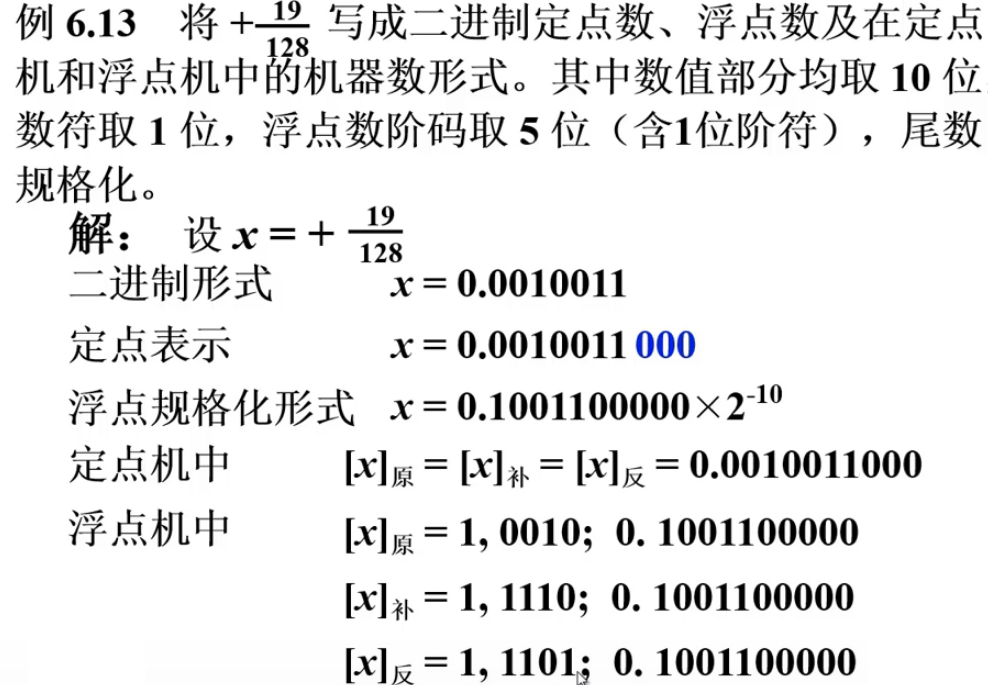 例 6.13 将 +19/128 写成二进制定点数、浮点数及在定点
机和浮点机中的机器数形式。其中数值部分均取 10 位
数符取 1 位，浮点数阶码取 5 位（含1位阶符），尾数
规格化。
解： 设 x = + 19/128
二进制形式 x = 0.0010011
定点表示 x = 0.0010011 000
浮点规格化形式 x = 0.1001100000×2^-10
定点机中 [x]原 = [x]补 = [x]反 = 0.0010011000
浮点机中 [x]原 = 1, 0010; 0. 1001100000
[x]补 = 1, 1110; 0. 1001100000
[x]反 = 1, 1101; 0. 1001100000